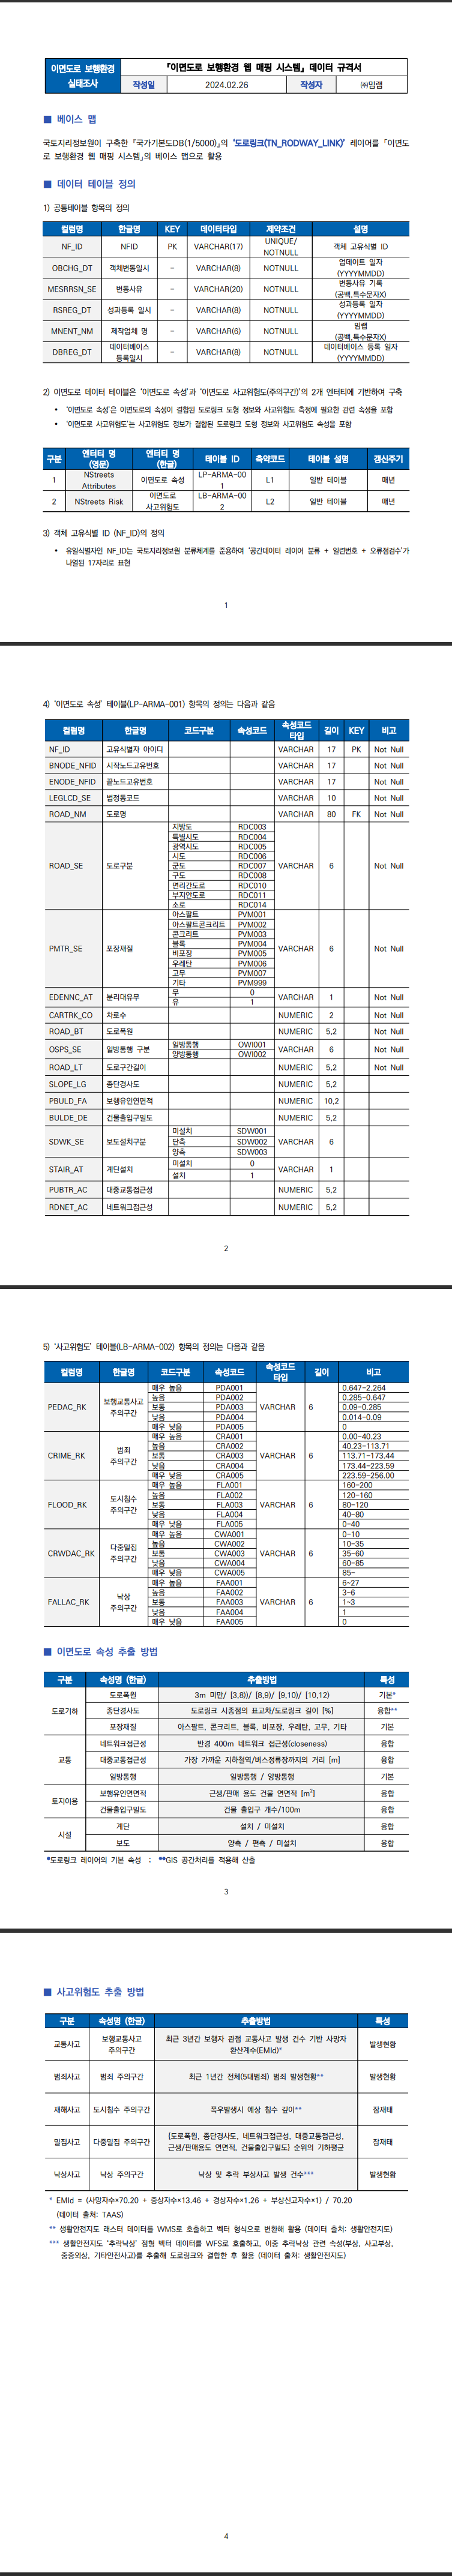 이면도로 보행환경
실태조사
『이면도로 보행환경 웹 매핑 시스템』 데이터 규격서
작성일 2024.02.26 작성자 ㈜밈랩
■ 베이스 맵
국토지리정보원이 구축한 『국가기본도DB(1/5000)』의 '도로링크(TN_RODWAY_LINK)' 레이어를 「이면도
로 보행환경 웹 매핑 시스템」의 베이스 맵으로 활용
■ 데이터 테이블 정의
1) 공통테이블 항목의 정의
컬럼명 한글명 KEY 데이터타입 제약조건 설명
NF_ID NFID PK VARCHAR(17) UNIQUE/ NOTNULL 객체 고유식별 ID
OBCHG_DT 객체변동일시 - VARCHAR(8) NOTNULL 업데이트 일자 (YYYYMMDD)
MESRRSN_SE 변동사유 - VARCHAR(20) NOTNULL 변동사유 기록 (공백,특수문자X)
RSREG_DT 성과등록 일시 - VARCHAR(8) NOTNULL 성과등록 일자 (YYYYMMDD)
MNENT_NM 제작업체 명 - VARCHAR(6) NOTNULL 밈랩 (공백,특수문자X)
DBREG_DT 데이터베이스 등록일시 - VARCHAR(8) NOTNULL 데이터베이스 등록 일자 (YYYYMMDD)
2) 이면도로 데이터 테이블은 '이면도로 속성'과 '이면도로 사고위험도(주의구간)'의 2개 엔터티에 기반하여 구축
• '이면도로 속성'은 이면도로의 속성이 결합된 도로링크 도형 정보와 사고위험도 측정에 필요한 관련 속성을 포함
• '이면도로 사고위험도'는 사고위험도 정보가 결합된 도로링크 도형 정보와 사고위험도 속성을 포함
구분 엔터티 명 (영문) 엔터티 명 (한글) 테이블 ID 축약코드 테이블 설명 갱신주기
1 NStreets Attributes 이면도로 속성 LP-ARMA-001 L1 일반 테이블 매년
2 NStreets Risk 이면도로 사고위험도 LB-ARMA-002 L2 일반 테이블 매년
3) 객체 고유식별 ID (NF_ID)의 정의
• 유일식별자인 NF_ID는 국토지리정보원 분류체계를 준용하여 '공간데이터 레이어 분류 + 일련번호 + 오류점검수'가
나열된 17자리로 표현
1
4) '이면도로 속성' 테이블(LP-ARMA-001) 항목의 정의는 다음과 같음
컬럼명 한글명 코드구분 속성코드 속성코드 타입 길이 KEY 비고
NF_ID 고유식별자 아이디 VARCHAR 17 PK Not Null
BNODE_NFID 시작노드고유번호 VARCHAR 17 Not Null
ENODE_NFID 끝노드고유번호 VARCHAR 17 Not Null
LEGLCD_SE 법정동코드 VARCHAR 10 Not Null
ROAD_NM 도로명 VARCHAR 80 FK Not Null
ROAD_SE 도로구분 VARCHAR 6 Not Null
지방도 RDC003
특별시도 RDC004
광역시도 RDC005
시도 RDC006
군도 RDC007
구도 RDC008
면리간도로 RDC010
부지안도로 RDC011
소로 RDC014
PMTR_SE 포장재질 VARCHAR 6 Not Null
아스팔트 PVM001
아스팔트콘크리트 PVM002
콘크리트 PVM003
블록 PVM004
비포장 PVM005
우레탄 PVM006
고무 PVM007
기타 PVM999
EDENNC_AT 분리대유무 VARCHAR 1 Not Null
무 0
유 1
CARTRK_CO 차로수 NUMERIC 2 Not Null
ROAD_BT 도로폭원 NUMERIC 5,2 Not Null
OSPS_SE 일방통행 구분 VARCHAR 6 Not Null
일방통행 OWI001
양방통행 OWI002
ROAD_LT 도로구간길이 NUMERIC 5,2 Not Null
SLOPE_LG 종단경사도 NUMERIC 5,2
PBULD_FA 보행유인연면적 NUMERIC 10,2
BULDE_DE 건물출입구밀도 NUMERIC 5,2
SDWK_SE 보도설치구분 VARCHAR 6
미설치 SDW001
단측 SDW002
양측 SDW003
STAIR_AT 계단설치 VARCHAR 1
미설치 0
설치 1
PUBTR_AC 대중교통접근성 NUMERIC 5,2
RDNET_AC 네트워크접근성 NUMERIC 5,2
2
5) '사고위험도' 테이블(LB-ARMA-002) 항목의 정의는 다음과 같음
컬럼명 한글명 코드구분 속성코드 속성코드 타입 길이 비고
PEDAC_RK 보행교통사고 주의구간 VARCHAR 6
매우 높음 PDA001 0.647-2.264
높음 PDA002 0.285-0.647
보통 PDA003 0.09-0.285
낮음 PDA004 0.014-0.09
매우 낮음 PDA005 0
CRIME_RK 범죄 주의구간 VARCHAR 6
매우 높음 CRA001 0.00-40.23
높음 CRA002 40.23-113.71
보통 CRA003 113.71-173.44
낮음 CRA004 173.44-223.59
매우 낮음 CRA005 223.59-256.00
FLOOD_RK 도시침수 주의구간 VARCHAR 6
매우 높음 FLA001 160-200
높음 FLA002 120-160
보통 FLA003 80-120
낮음 FLA004 40-80
매우 낮음 FLA005 0-40
CRWDAC_RK 다중밀집 주의구간 VARCHAR 6
매우 높음 CWA001 0-10
높음 CWA002 10-35
보통 CWA003 35-60
낮음 CWA004 60-85
매우 낮음 CWA005 85-
FALLAC_RK 낙상 주의구간 VARCHAR 6
매우 높음 FAA001 6-27
높음 FAA002 3-6
보통 FAA003 1-3
낮음 FAA004 1
매우 낮음 FAA005 0
■ 이면도로 속성 추출 방법
구분 속성명 (한글) 추출방법 특성
도로기하 도로폭원 3m 미만/ [3,8))/ [8,9)/ [9,10)/ [10,12) 기본*
종단경사도 도로링크 시종점의 표고차/도로링크 길이 [%] 융합**
포장재질 아스팔트, 콘크리트, 블록, 비포장, 우레탄, 고무, 기타 기본
교통 네트워크접근성 반경 400m 네트워크 접근성(closeness) 융합
대중교통접근성 가장 가까운 지하철역/버스정류장까지의 거리 [m] 융합
일방통행 일방통행 / 양방통행 기본
토지이용 보행유인연면적 근생/판매 용도 건물 연면적 [m²] 융합
건물출입구밀도 건물 출입구 개수/100m 융합
시설 계단 설치 / 미설치 융합
보도 양측 / 편측 / 미설치 융합
*도로링크 레이어의 기본 속성 ; **GIS 공간처리를 적용해 산출
3
■ 사고위험도 추출 방법
구분 속성명 (한글) 추출방법 특성
교통사고 보행교통사고 주의구간 최근 3년간 보행자 관점 교통사고 발생 건수 기반 사망자 환산계수(EMId)* 발생현황
범죄사고 범죄 주의구간 최근 1년간 전체(5대범죄) 범죄 발생현황** 발생현황
재해사고 도시침수 주의구간 폭우발생시 예상 침수 깊이** 잠재태
밀집사고 다중밀집 주의구간 {도로폭원, 종단경사도, 네트워크접근성, 대중교통접근성, 근생/판매용도 연면적, 건물출입구밀도} 순위의 기하평균 잠재태
낙상사고 낙상 주의구간 낙상 및 추락 부상사고 발생 건수*** 발생현황
* EMId = (사망자수×70.20 + 중상자수×13.46 + 경상자수×1.26 + 부상신고자수×1) / 70.20
(데이터 출처: TAAS)
** 생활안전지도 래스터 데이터를 WMS로 호출하고 벡터 형식으로 변환해 활용 (데이터 출처: 생활안전지도)
*** 생활안전지도 '추락낙상' 점형 벡터 데이터를 WFS로 호출하고, 이중 추락낙상 관련 속성(부상, 사고부상,
중증외상, 기타안전사고)를 추출해 도로링크와 결합한 후 활용 (데이터 출처: 생활안전지도)
4